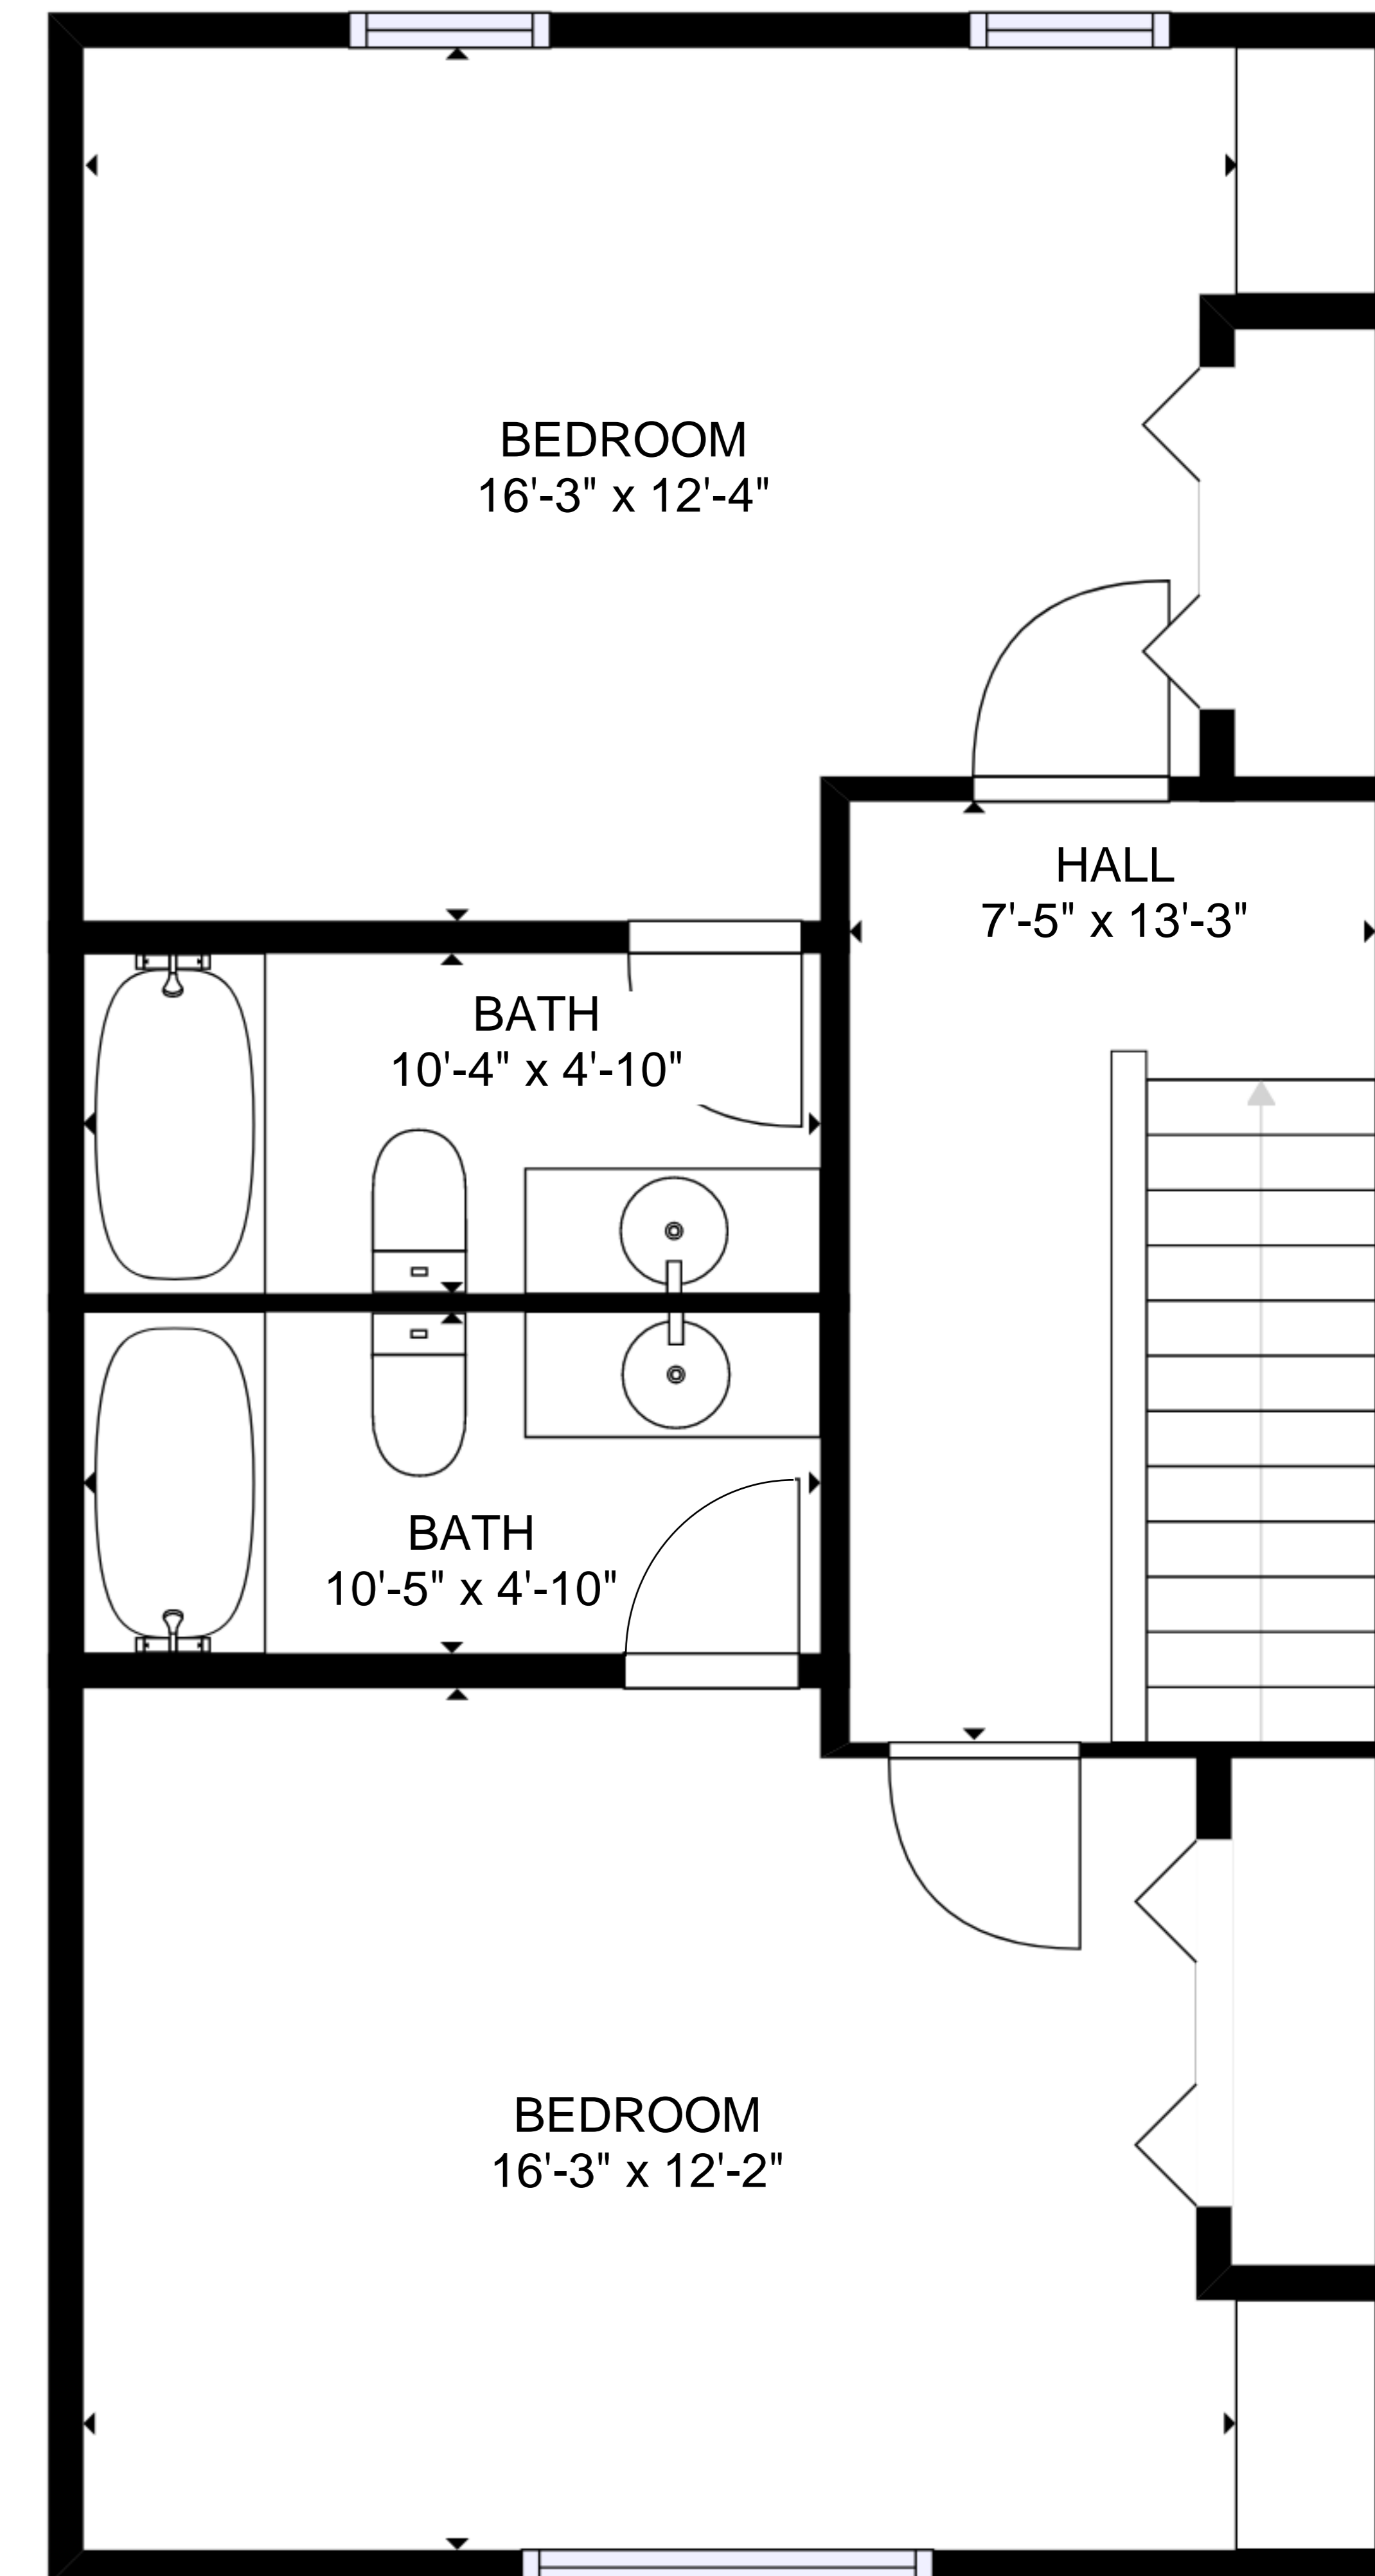 BEDROOM
16'-3" x 12'-4"
HALL
7'-5" x 13'-3"
BATH
10'-4" x 4'-10"
BATH
10'-5" x 4'-10"
BEDROOM
16'-3" x 12'-2"